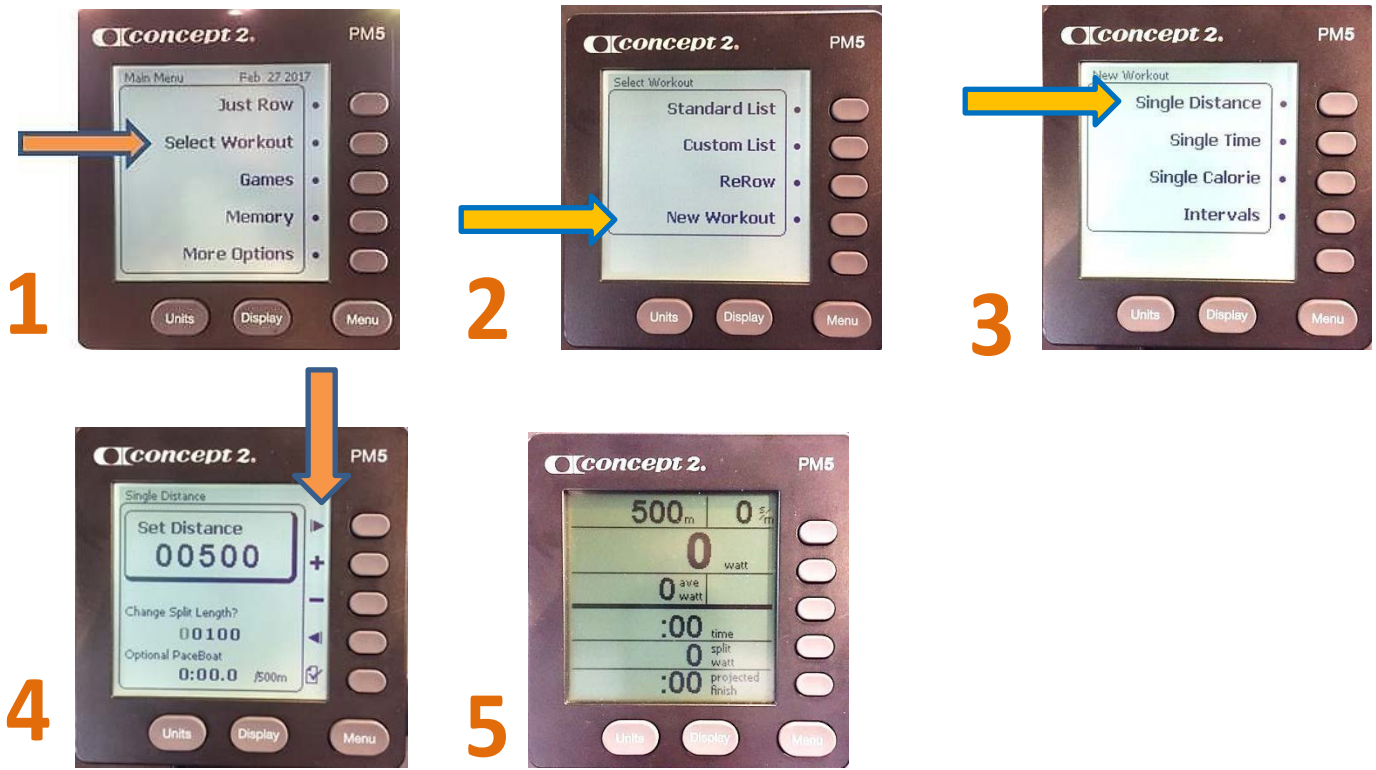 concept 2. PM5
Main Menu Feb. 27 2017
Just Row
Select Workout
Games
Memory
More Options
Units Display Menu
1
concept 2. PM5
Select Workout
Standard List
Custom List
ReRow
New Workout
Units Display Menu
2
concept 2. PM5
New Workout
Single Distance
Single Time
Single Calorie
Intervals
Units Display Menu
3
concept 2. PM5
Single Distance
Set Distance
00500
+
Change Split Length?
–
00100
Optional PaceBoat
0:00.0 /500m
Units Display Menu
4
concept 2. PM5
500 m 0 s/m
0 watt
0 ave watt
:00 time
0 split watt
:00 projected finish
Units Display Menu
5